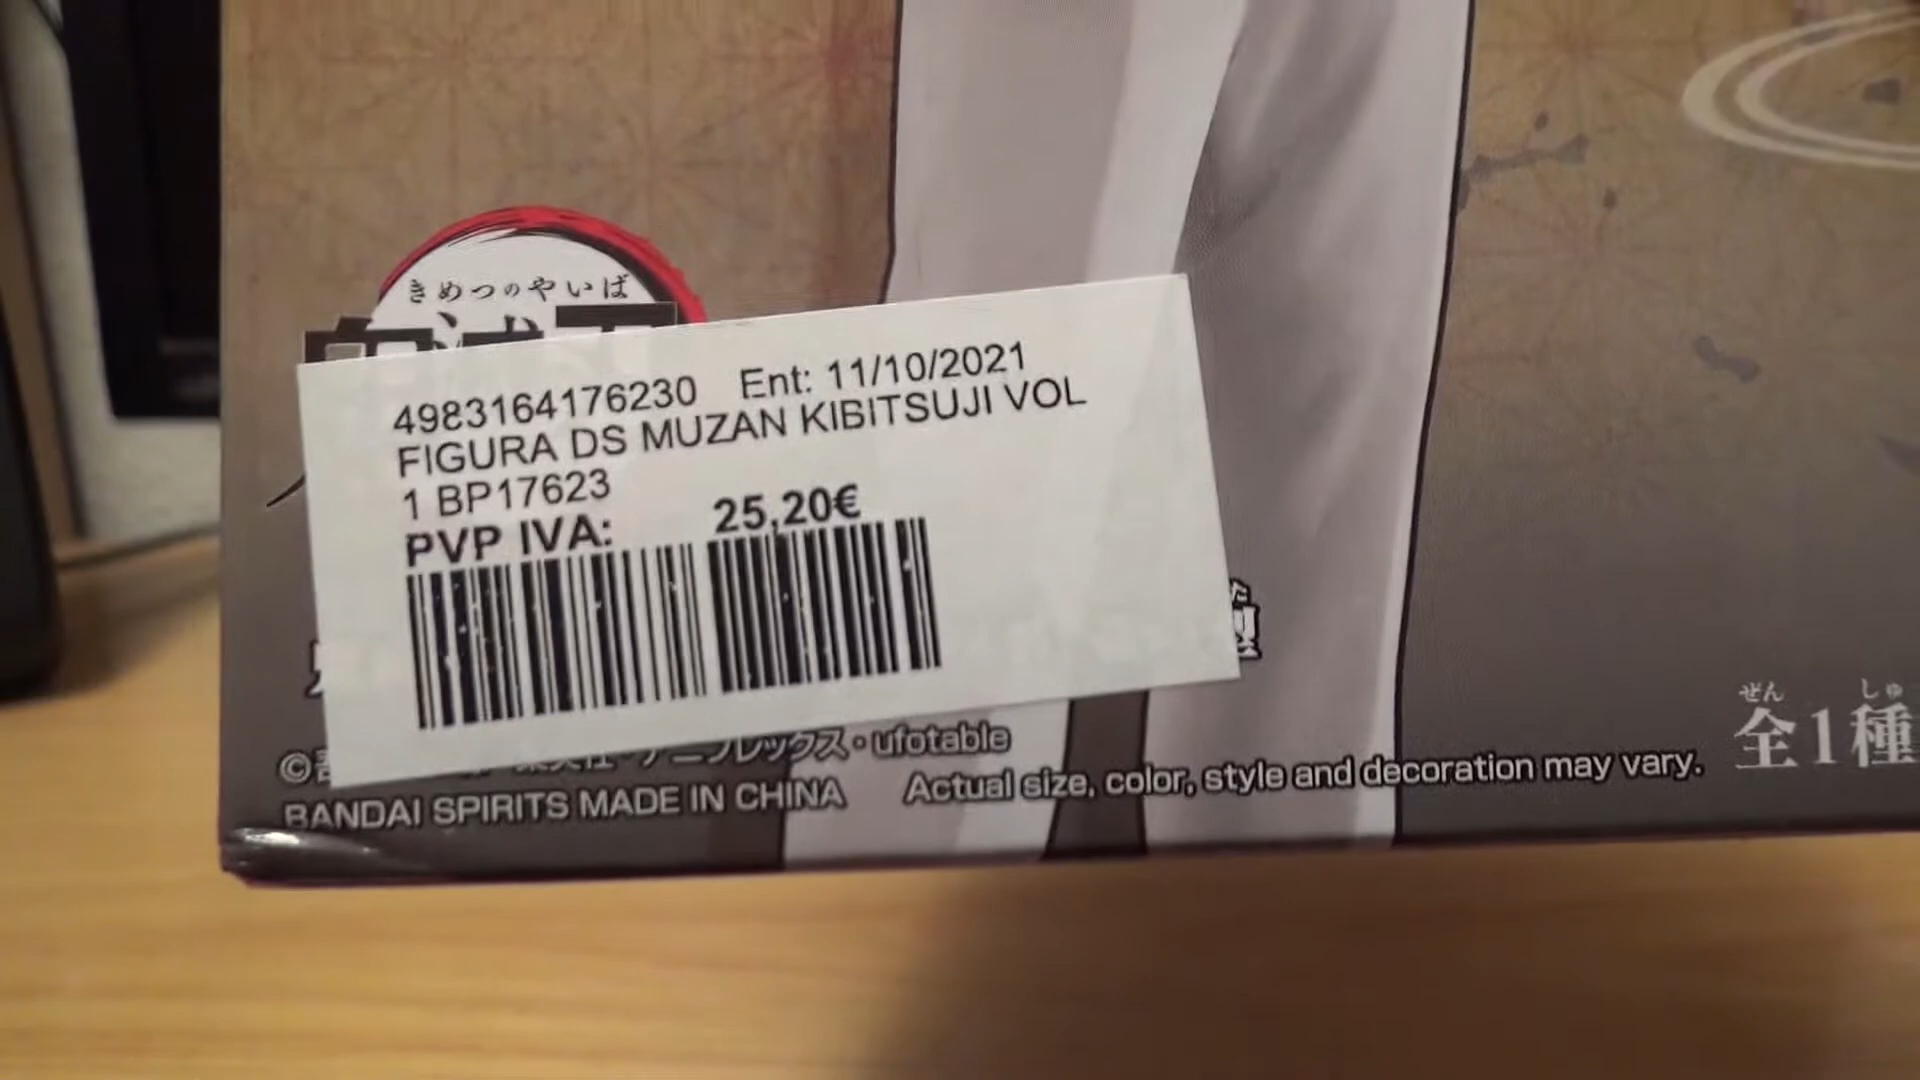 きめつのやいば
4983164176230 Ent: 11/10/2021
FIGURA DS MUZAN KIBITSUJI VOL
1 BP17623
PVP IVA: 25,20€
© アニプレックス・ufotable
BANDAI SPIRITS MADE IN CHINA Actual size, color, style and decoration may vary.
ぜん しゅ
全1種